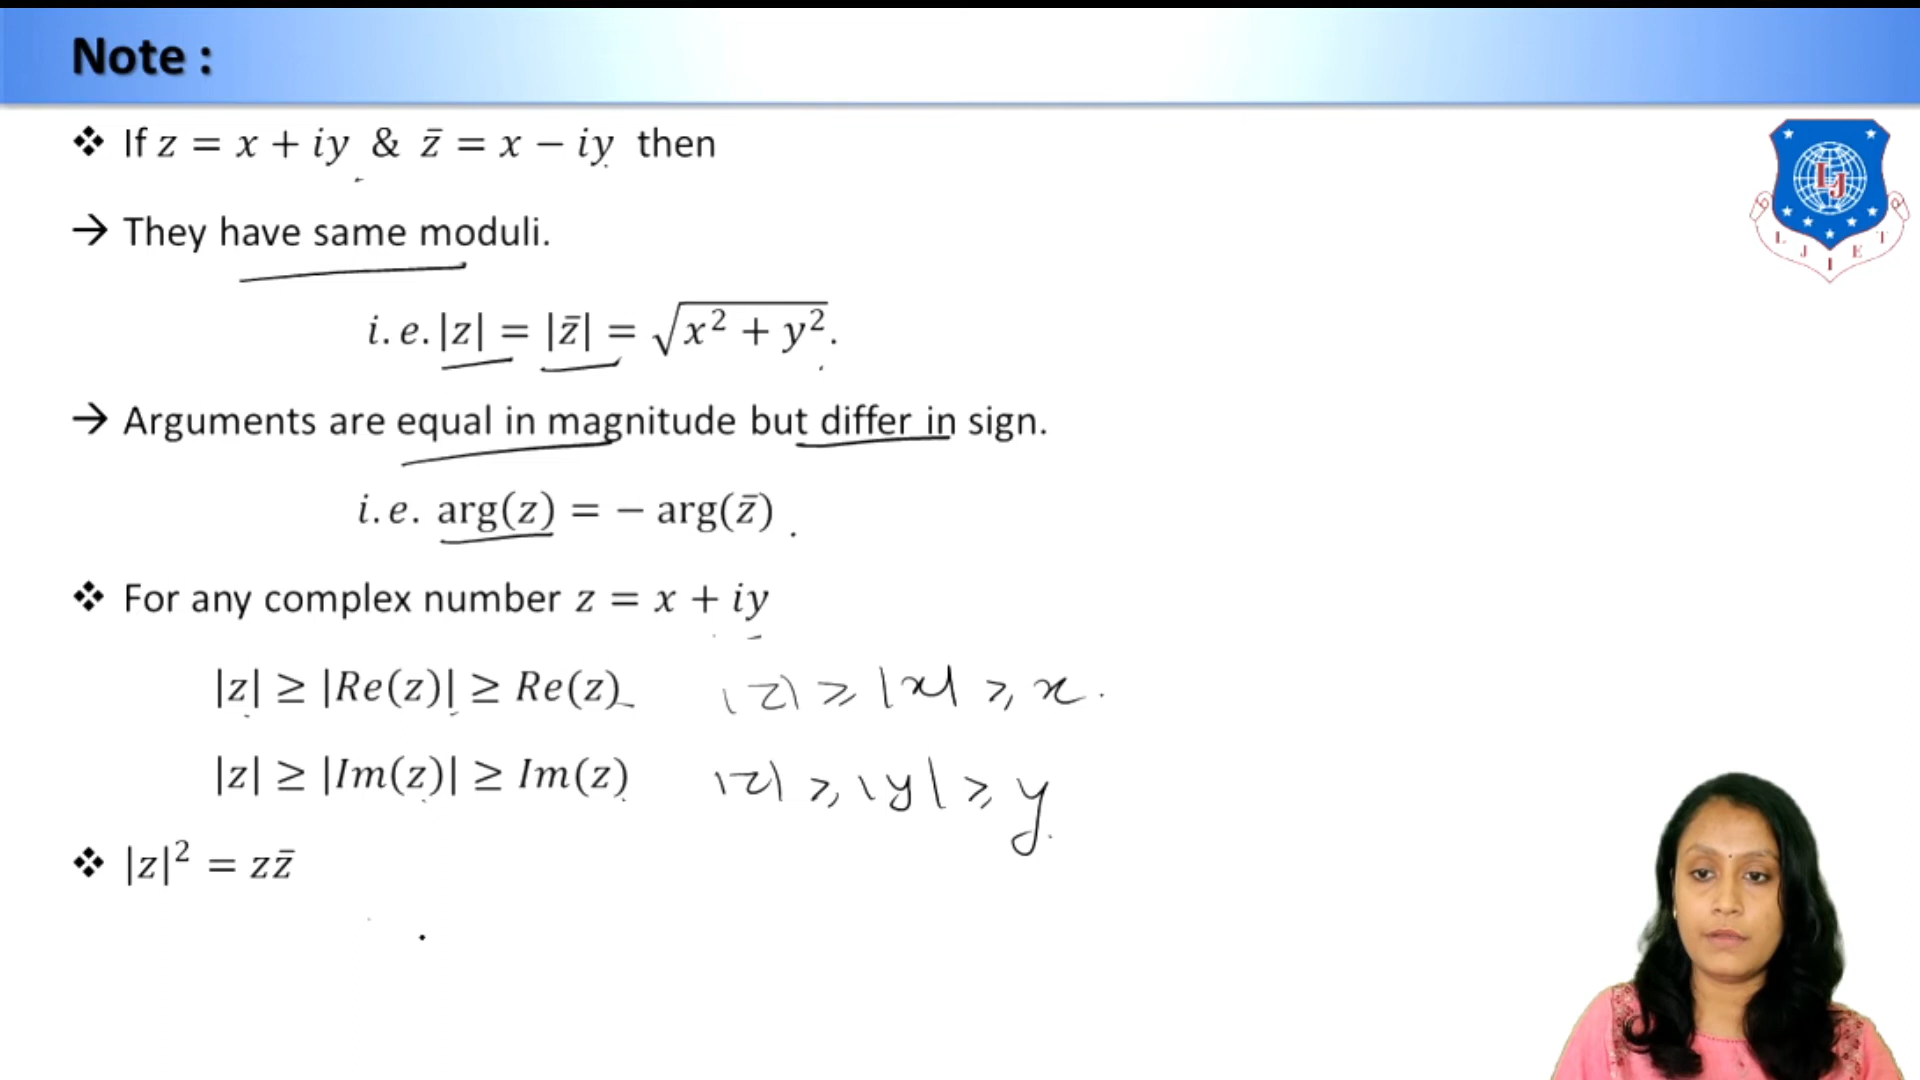 Note :
❖ If z = x + iy & z̄ = x − iy then
→ They have same moduli.
i.e.|z| = |z̄| = √(x² + y²).
→ Arguments are equal in magnitude but differ in sign.
i.e. arg(z) = − arg(z̄)
❖ For any complex number z = x + iy
|z| ≥ |Re(z)| ≥ Re(z) |z| ≥ |x| ≥ x.
|z| ≥ |Im(z)| ≥ Im(z) |z| ≥ |y| ≥ y.
❖ |z|² = zz̄
LJ
L J I E T